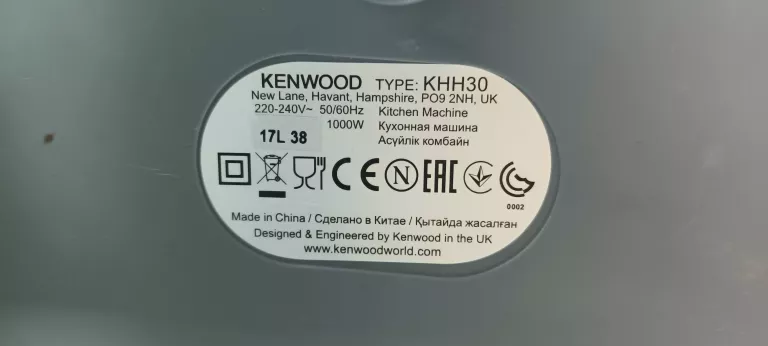 KENWOOD TYPE: KHH30
New Lane, Havant, Hampshire, PO9 2NH, UK
220-240V~ 50/60Hz Kitchen Machine
1000W Кухонная машина
17L 38 Асүйлік комбайн
CE N EAC
0002
Made in China / Сделано в Китае / Қытайда жасалған
Designed & Engineered by Kenwood in the UK
www.kenwoodworld.com